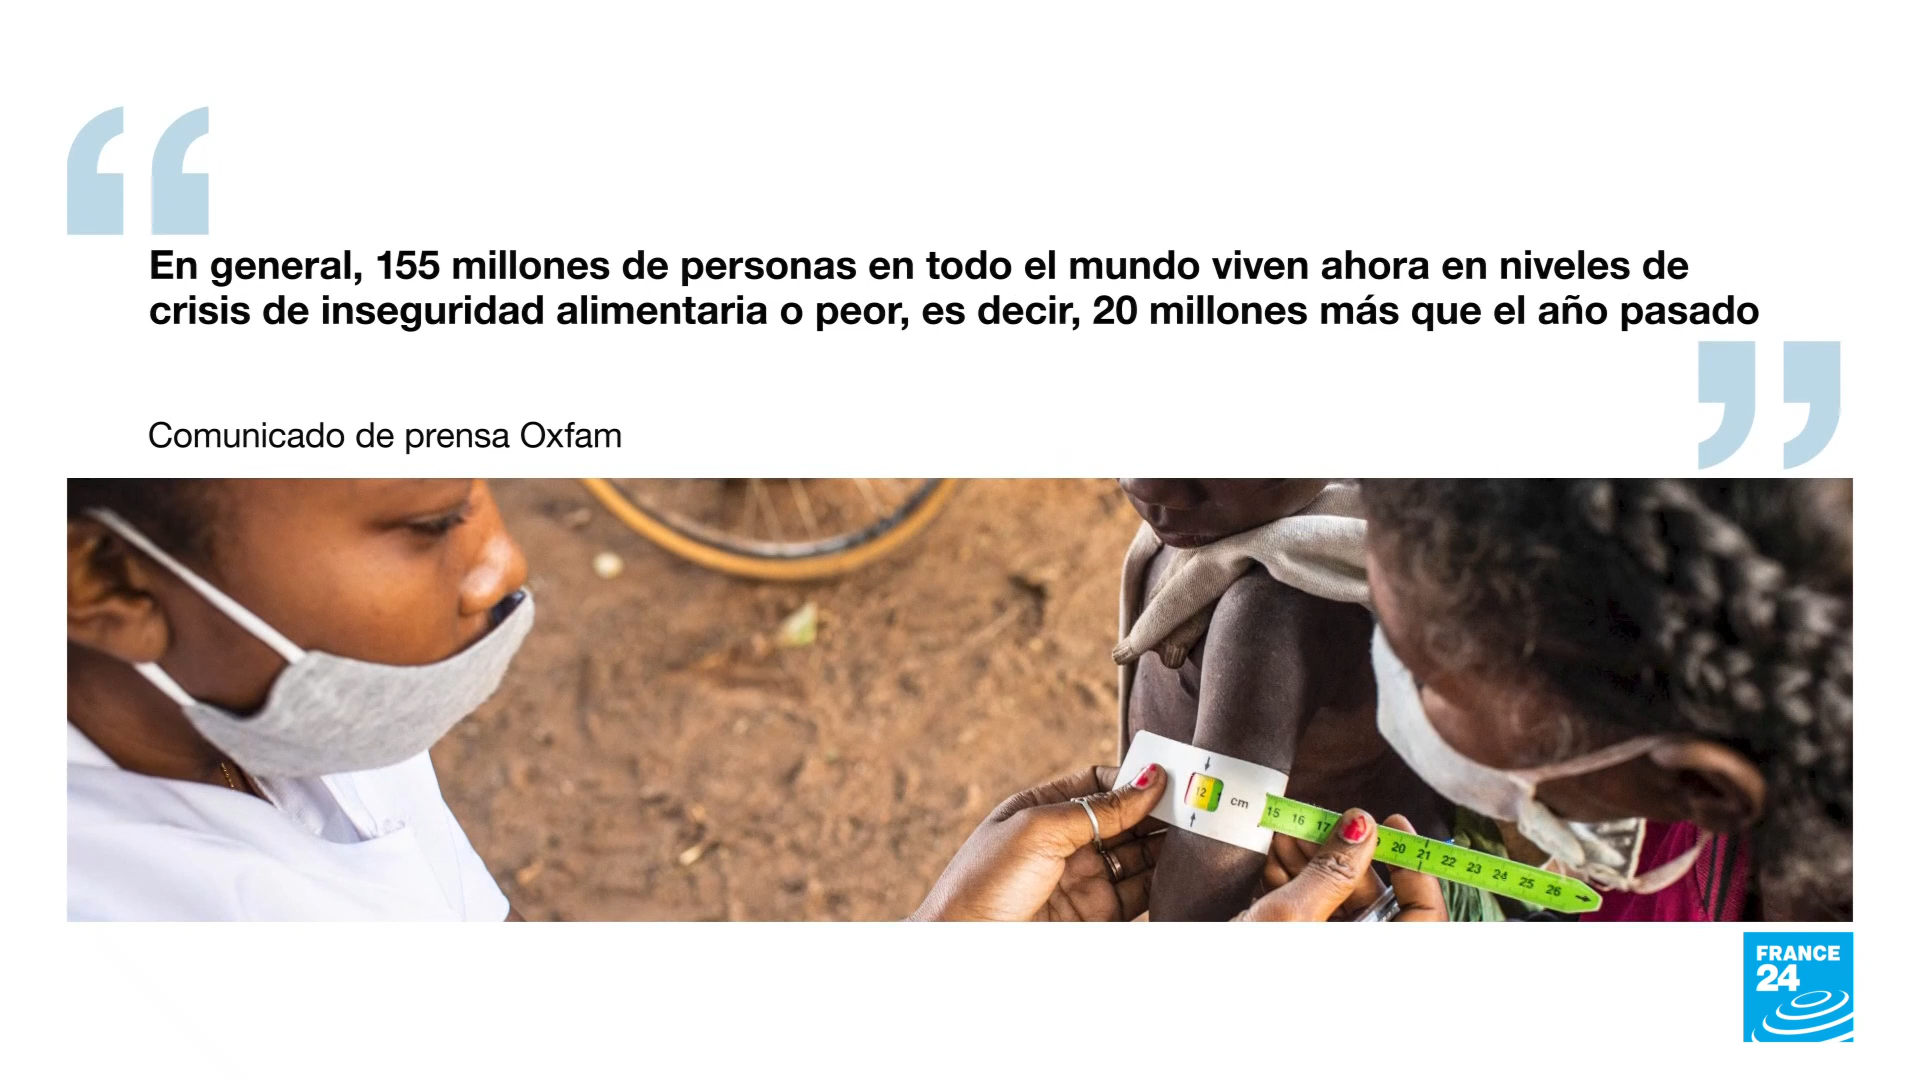 En general, 155 millones de personas en todo el mundo viven ahora en niveles de
crisis de inseguridad alimentaria o peor, es decir, 20 millones más que el año pasado
Comunicado de prensa Oxfam
12 cm 15 16 17 20 21 22 23 24 25 26
FRANCE
24